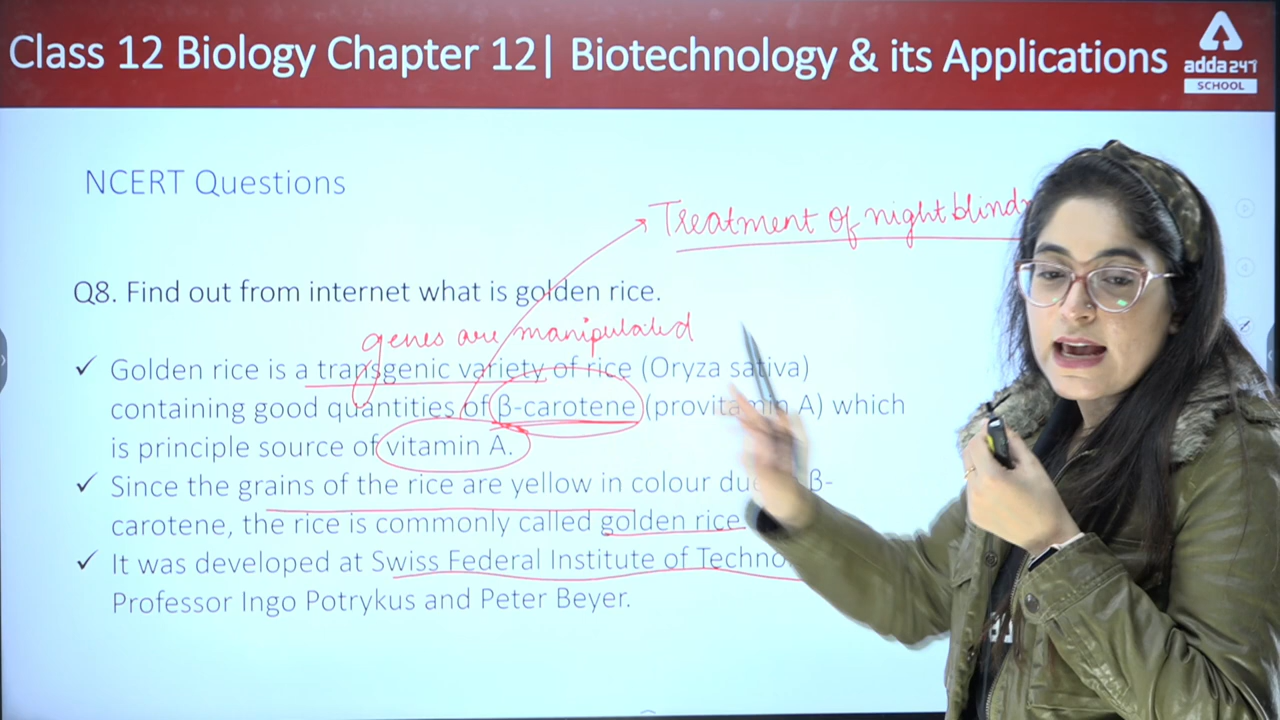 Class 12 Biology Chapter 12| Biotechnology & its Applications
adda247
SCHOOL
NCERT Questions
Treatment of night blind
Q8. Find out from internet what is golden rice.
genes are manipulated
✓ Golden rice is a transgenic variety of rice (Oryza sativa)
containing good quantities of β-carotene (provitamin A) which
is principle source of vitamin A.
✓ Since the grains of the rice are yellow in colour due β-
carotene, the rice is commonly called golden rice
✓ It was developed at Swiss Federal Institute of Techno
Professor Ingo Potrykus and Peter Beyer.